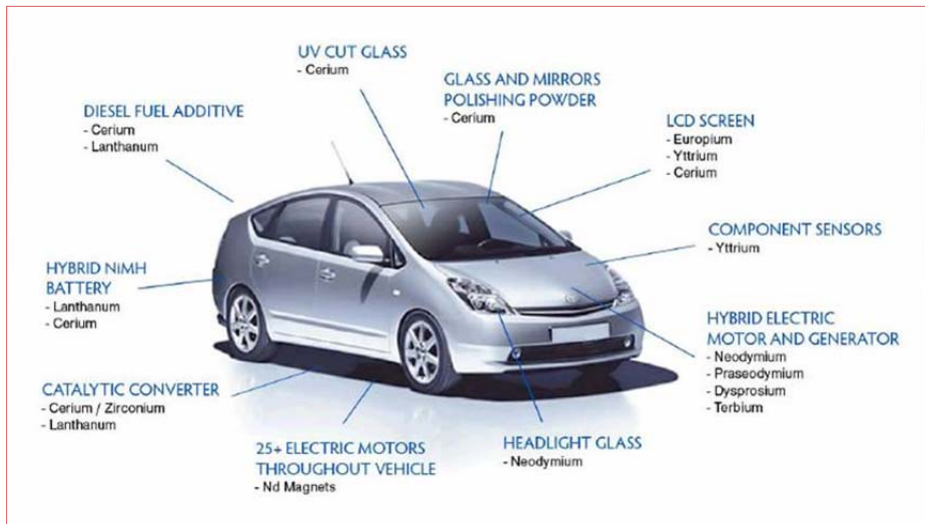 UV CUT GLASS
- Cerium
GLASS AND MIRRORS
POLISHING POWDER
- Cerium
DIESEL FUEL ADDITIVE
- Cerium
- Lanthanum
LCD SCREEN
- Europium
- Yttrium
- Cerium
COMPONENT SENSORS
- Yttrium
HYBRID NIMH
BATTERY
- Lanthanum
- Cerium
HYBRID ELECTRIC
MOTOR AND GENERATOR
- Neodymium
- Praseodymium
- Dysprosium
- Terbium
CATALYTIC CONVERTER
- Cerium / Zirconium
- Lanthanum
25+ ELECTRIC MOTORS
THROUGHOUT VEHICLE
- Nd Magnets
HEADLIGHT GLASS
- Neodymium